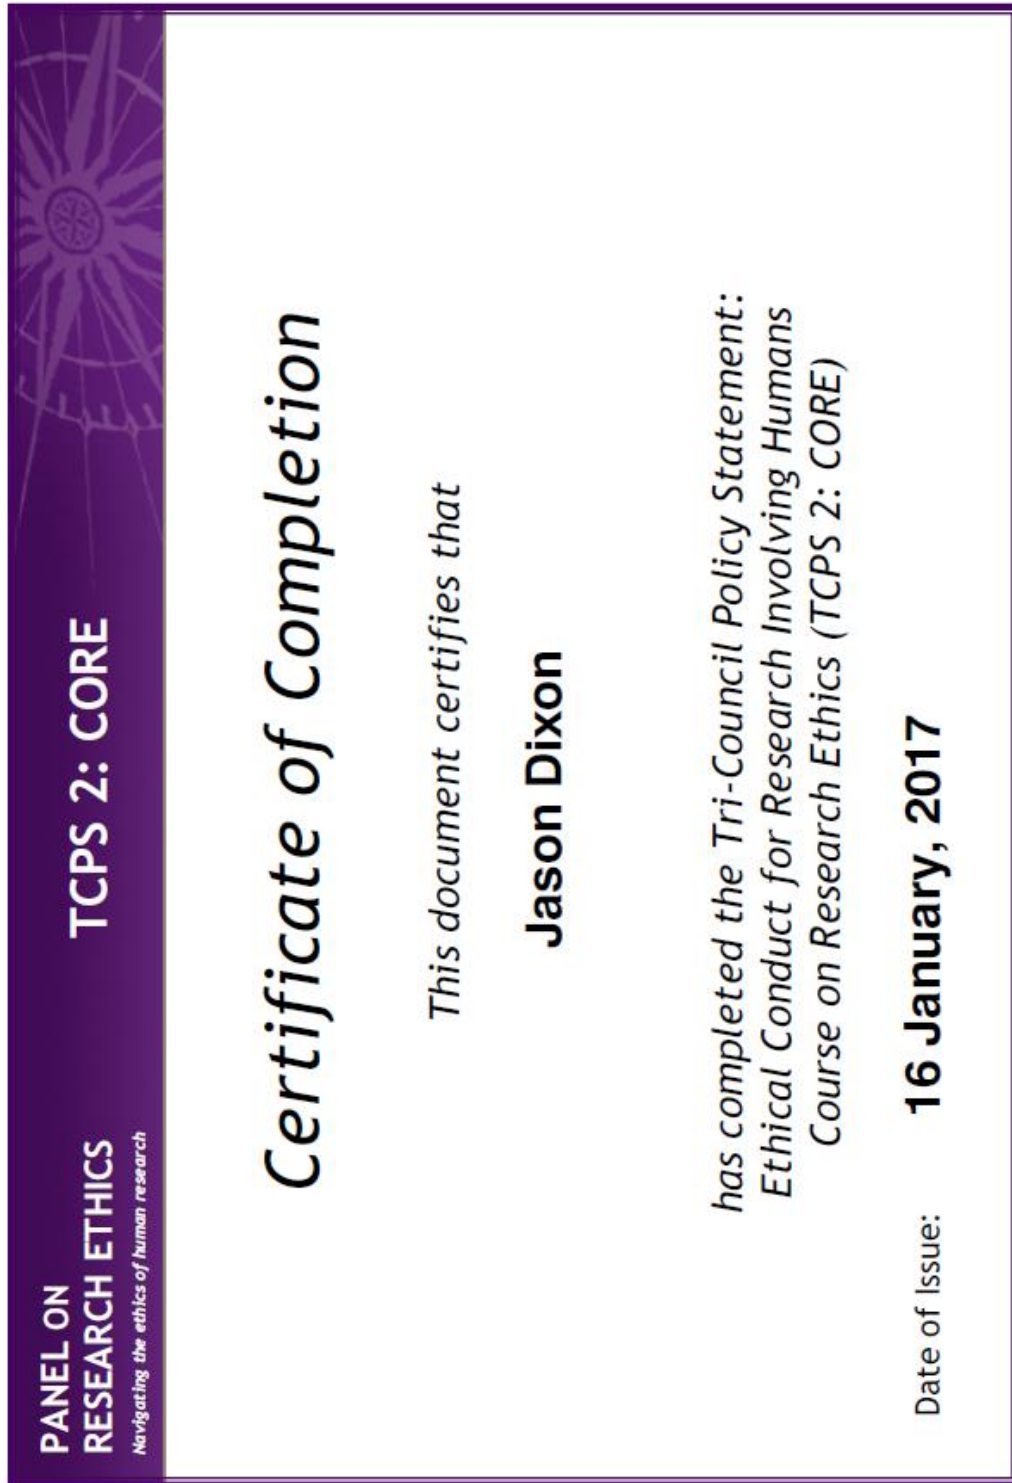 PANEL ON
RESEARCH ETHICS
Navigating the ethics of human research
TCPS 2: CORE
Certificate of Completion
This document certifies that
Jason Dixon
has completed the Tri-Council Policy Statement:
Ethical Conduct for Research Involving Humans
Course on Research Ethics (TCPS 2: CORE)
Date of Issue: 16 January, 2017